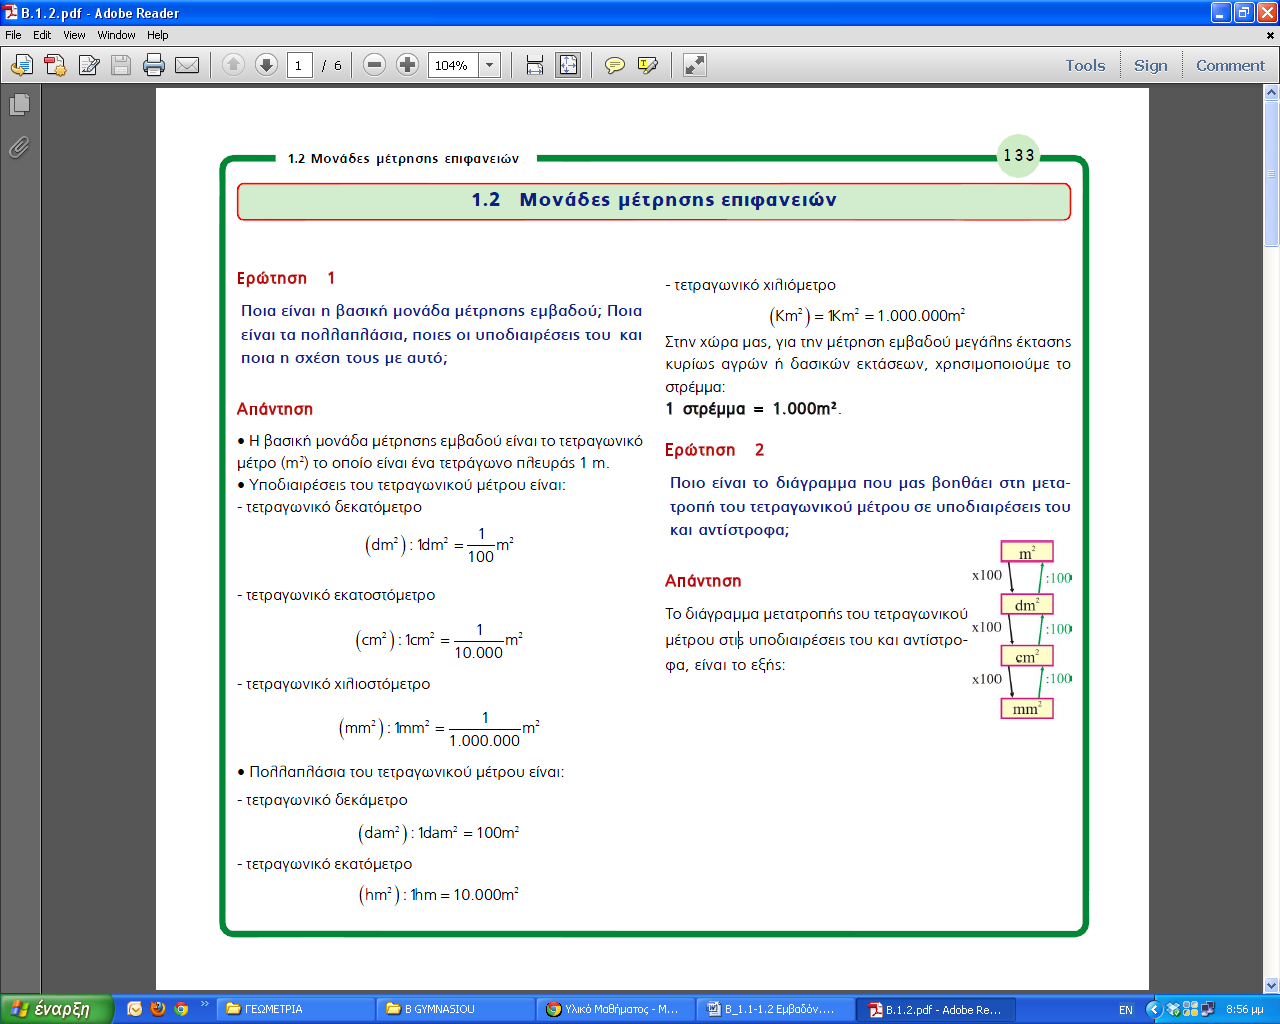 B.1.2.pdf - Adobe Reader
File Edit View Window Help
1 / 6 104% Tools Sign Comment
1.2 Μονάδες μέτρησης επιφανειών
133
1.2 Μονάδες μέτρησης επιφανειών
Ερώτηση 1
Ποια είναι η βασική μονάδα μέτρησης εμβαδού; Ποια
είναι τα πολλαπλάσια, ποιες οι υποδιαιρέσεις του και
ποια η σχέση τους με αυτό;
Απάντηση
● Η βασική μονάδα μέτρησης εμβαδού είναι το τετραγωνικό
μέτρο (m²) το οποίο είναι ένα τετράγωνο πλευράς 1 m.
● Υποδιαιρέσεις του τετραγωνικού μέτρου είναι:
- τετραγωνικό δεκατόμετρο
(dm²) : 1dm² = 1/100 m²
- τετραγωνικό εκατοστόμετρο
(cm²) : 1cm² = 1/10.000 m²
- τετραγωνικό χιλιοστόμετρο
(mm²) : 1mm² = 1/1.000.000 m²
● Πολλαπλάσια του τετραγωνικού μέτρου είναι:
- τετραγωνικό δεκάμετρο
(dam²) : 1dam² = 100m²
- τετραγωνικό εκατόμετρο
(hm²) : 1hm = 10.000m²
- τετραγωνικό χιλιόμετρο
(Km²) = 1Km² = 1.000.000m²
Στην χώρα μας, για την μέτρηση εμβαδού μεγάλης έκτασης
κυρίως αγρών ή δασικών εκτάσεων, χρησιμοποιούμε το
στρέμμα:
1 στρέμμα = 1.000m².
Ερώτηση 2
Ποιο είναι το διάγραμμα που μας βοηθάει στη μετα-
τροπή του τετραγωνικού μέτρου σε υποδιαιρέσεις του
και αντίστροφα;
Απάντηση
Το διάγραμμα μετατροπής του τετραγωνικού
μέτρου στις υποδιαιρέσεις του και αντίστρο-
φα, είναι το εξής:
m²
x100 :100
dm²
x100 :100
cm²
x100 :100
mm²
έναρξη ΓΕΩΜΕΤΡΙΑ B GYMNASIOU Υλικό Μαθήματος - M... B_1.1-1.2 Εμβαδόν.... B.1.2.pdf - Adobe Re... EN 8:56 μμ